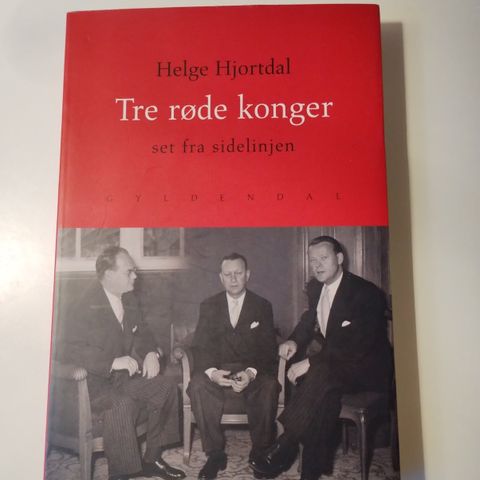 Helge Hjortdal
Tre røde konger
set fra sidelinjen
GYLDENDAL